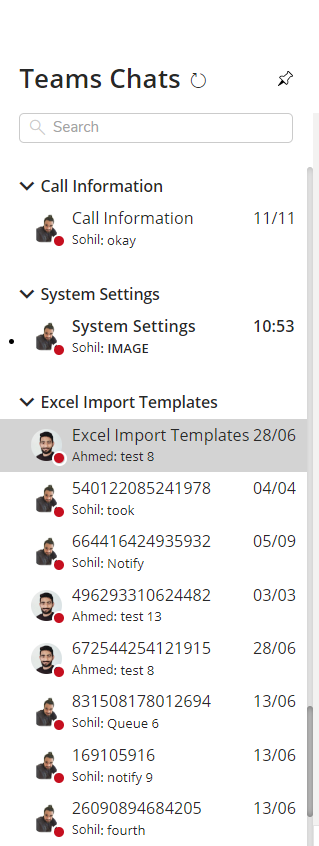 Teams Chats
Search
Call Information
Call Information 11/11
Sohil: okay
System Settings
System Settings 10:53
Sohil: IMAGE
Excel Import Templates
Excel Import Templates 28/06
Ahmed: test 8
540122085241978 04/04
Sohil: took
664416424935932 05/09
Sohil: Notify
496293310624482 03/03
Ahmed: test 13
672544254121915 28/06
Ahmed: test 8
831508178012694 13/06
Sohil: Queue 6
169105916 13/06
Sohil: notify 9
26090894684205 13/06
Sohil: fourth